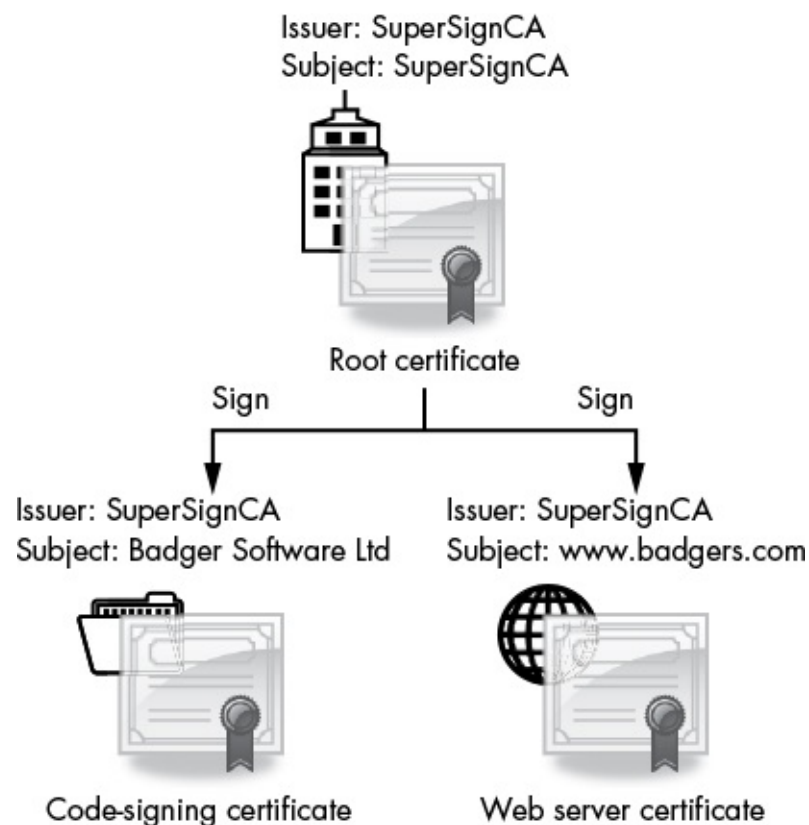 Issuer: SuperSignCA
Subject: SuperSignCA
Root certificate
Sign
Sign
Issuer: SuperSignCA
Subject: Badger Software Ltd
Issuer: SuperSignCA
Subject: www.badgers.com
Code-signing certificate
Web server certificate